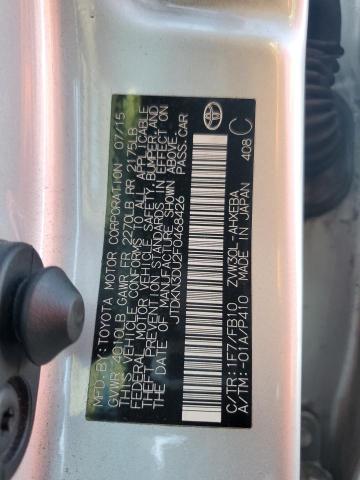 MFD. BY: TOYOTA MOTOR CORPORATION 07/15
GVWR 4010LB GAWR FR 2270LB RR 2175LB
THIS VEHICLE CONFORMS TO ALL APPLICABLE
FEDERAL MOTOR VEHICLE SAFETY, BUMPER, AND
THEFT PREVENTION STANDARDS IN EFFECT ON
THE DATE OF MANUFACTURE SHOWN ABOVE.
JTDKN3DU2F0468426 PASS. CAR
C/TR: 1F7/FB10 ZVW30L-AHXEBA
A/TM: -01A/P410 MADE IN JAPAN 408 C